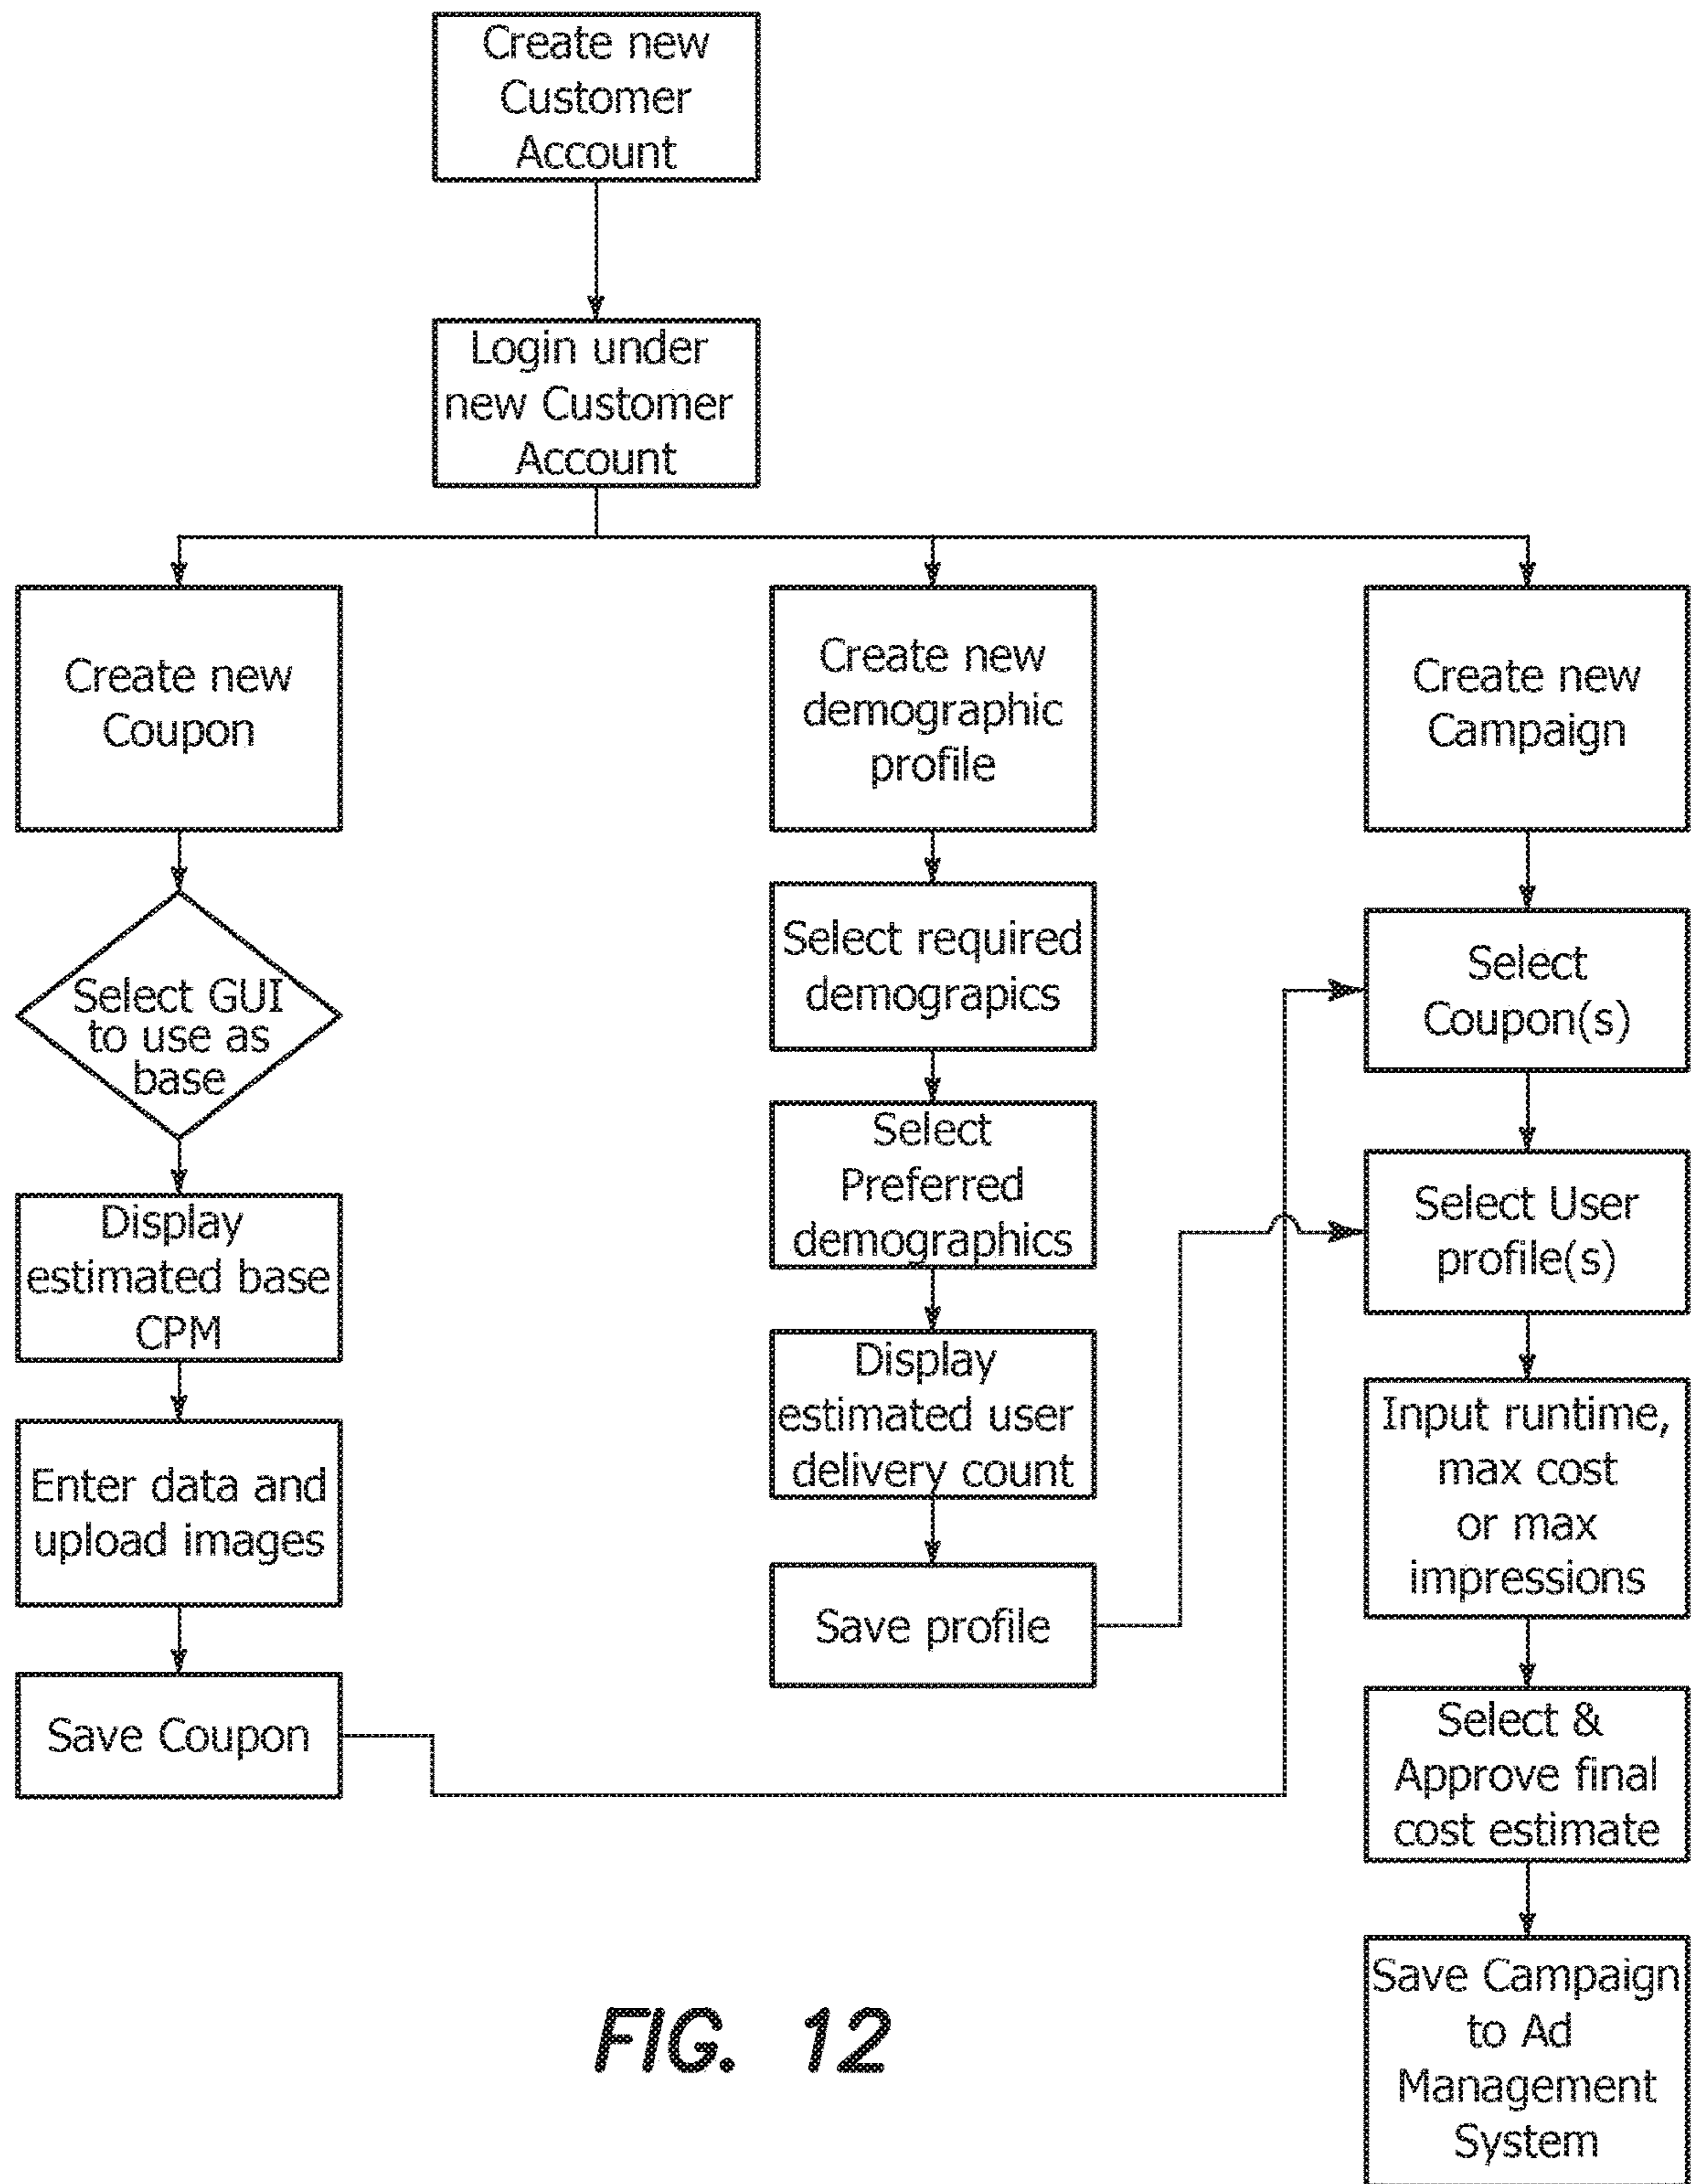 Create new
Customer
Account
Login under
new Customer
Account
Create new
Coupon
Select GUI
to use as
base
Display
estimated base
CPM
Enter data and
upload images
Save Coupon
Create new
demographic
profile
Select required
demograpics
Select
Preferred
demographics
Display
estimated user
delivery count
Save profile
Create new
Campaign
Select
Coupon(s)
Select User
profile(s)
Input runtime,
max cost
or max
impressions
Select &
Approve final
cost estimate
Save Campaign
to Ad
Management
System
FIG. 12